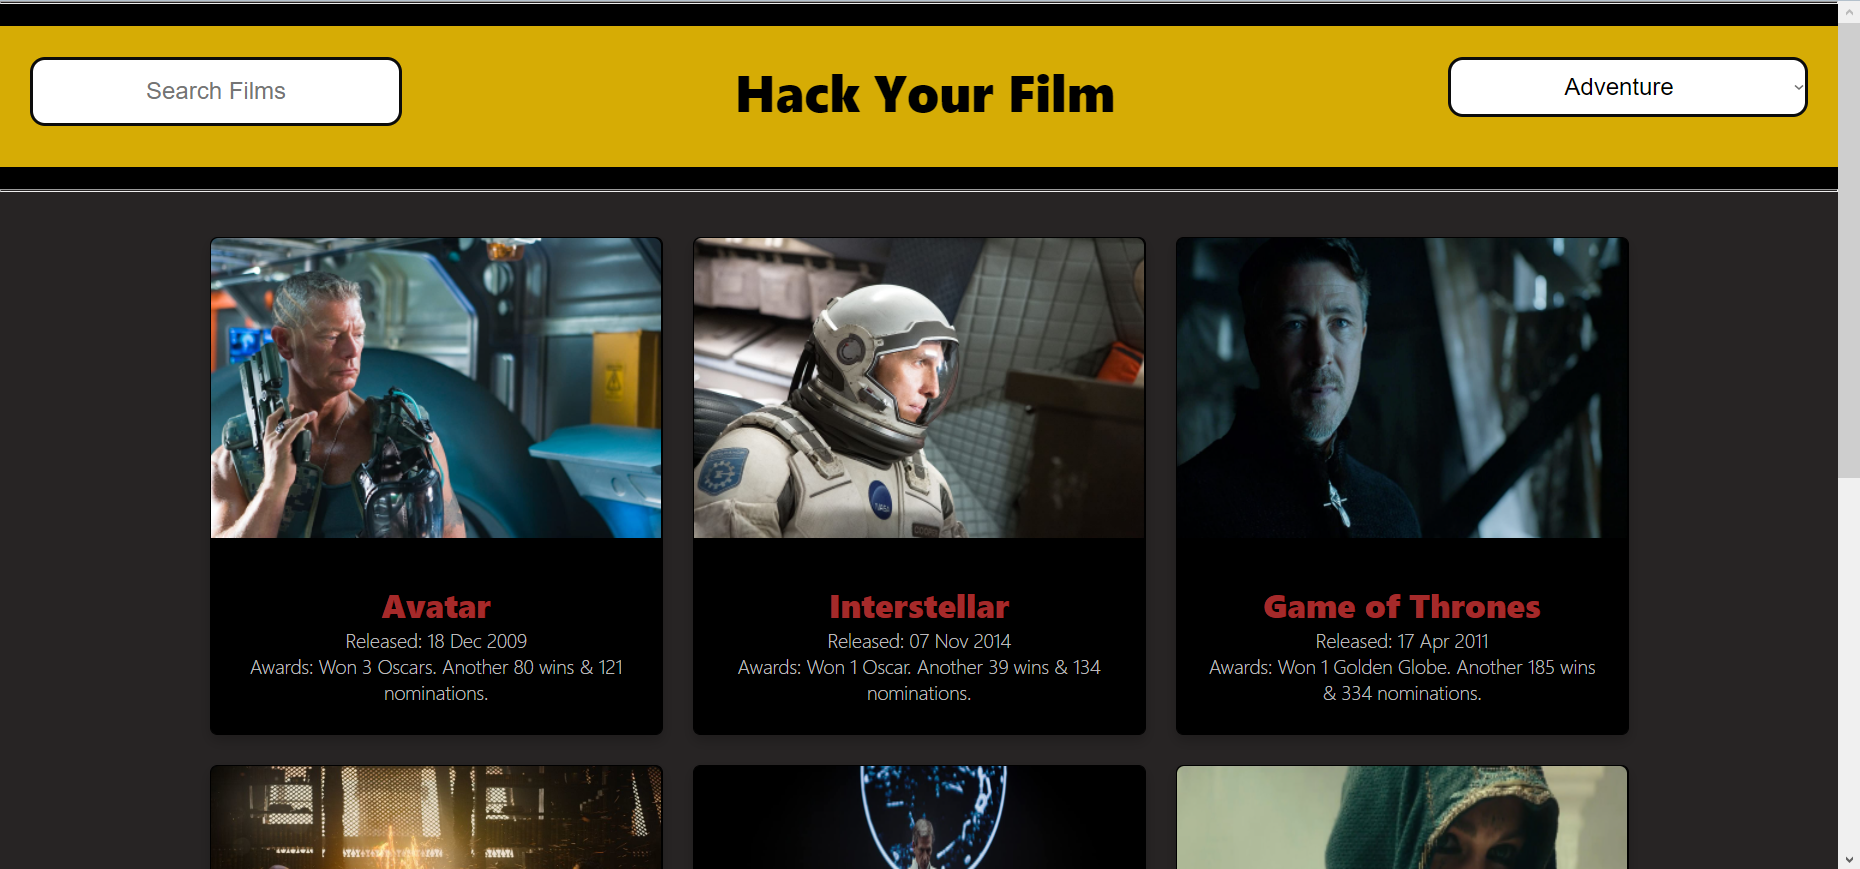 Search Films
Hack Your Film
Adventure
Avatar
Released: 18 Dec 2009
Awards: Won 3 Oscars. Another 80 wins & 121
nominations.
Interstellar
Released: 07 Nov 2014
Awards: Won 1 Oscar. Another 39 wins & 134
nominations.
Game of Thrones
Released: 17 Apr 2011
Awards: Won 1 Golden Globe. Another 185 wins
& 334 nominations.